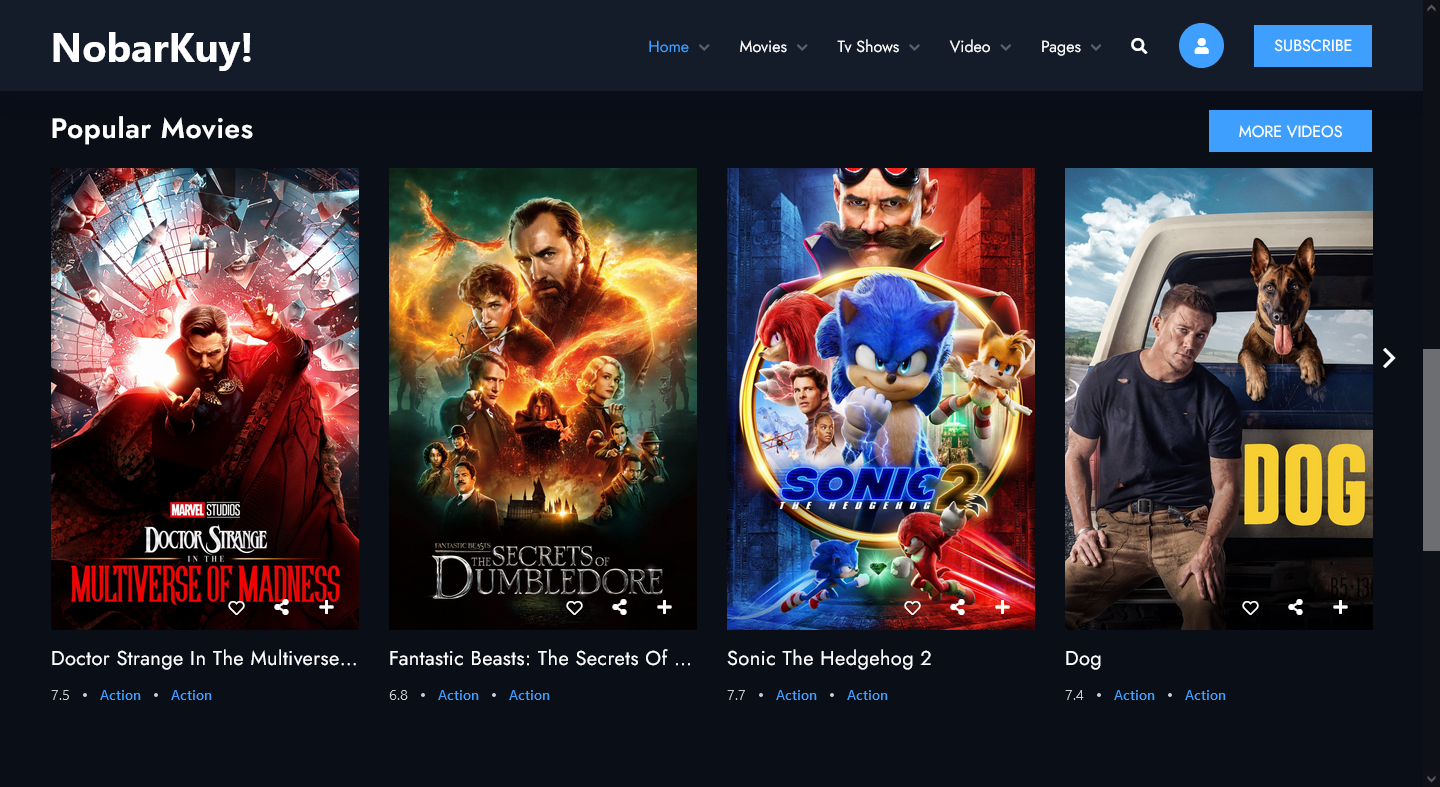 NobarKuy!
Home Movies Tv Shows Video Pages SUBSCRIBE
Popular Movies
MORE VIDEOS
MARVEL STUDIOS
DOCTOR STRANGE
IN THE
MULTIVERSE OF MADNESS
FANTASTIC BEASTS
THE SECRETS OF
DUMBLEDORE
SONIC 2
THE HEDGEHOG
DOG
Doctor Strange In The Multiverse...
7.5 • Action • Action
Fantastic Beasts: The Secrets Of ...
6.8 • Action • Action
Sonic The Hedgehog 2
7.7 • Action • Action
Dog
7.4 • Action • Action